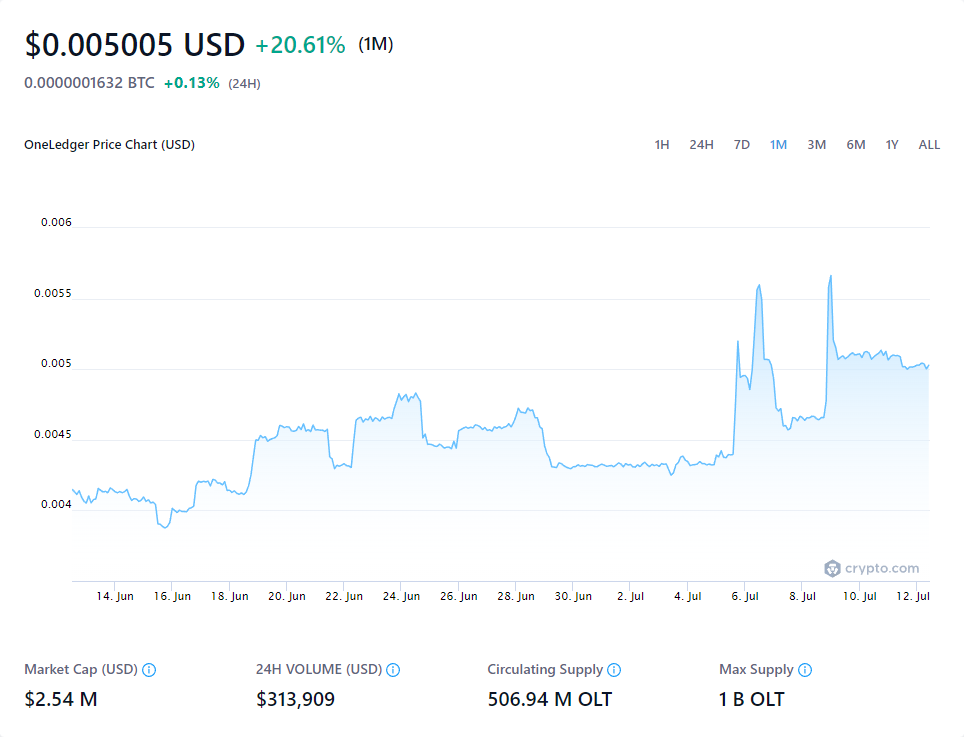 $0.005005 USD +20.61% (1M)
0.0000001632 BTC +0.13% (24H)
OneLedger Price Chart (USD) 1H 24H 7D 1M 3M 6M 1Y ALL
0.006
0.0055
0.005
0.0045
0.004
crypto.com
14. Jun 16. Jun 18. Jun 20. Jun 22. Jun 24. Jun 26. Jun 28. Jun 30. Jun 2. Jul 4. Jul 6. Jul 8. Jul 10. Jul 12. Jul
Market Cap (USD) 24H VOLUME (USD) Circulating Supply Max Supply
$2.54 M $313,909 506.94 M OLT 1 B OLT